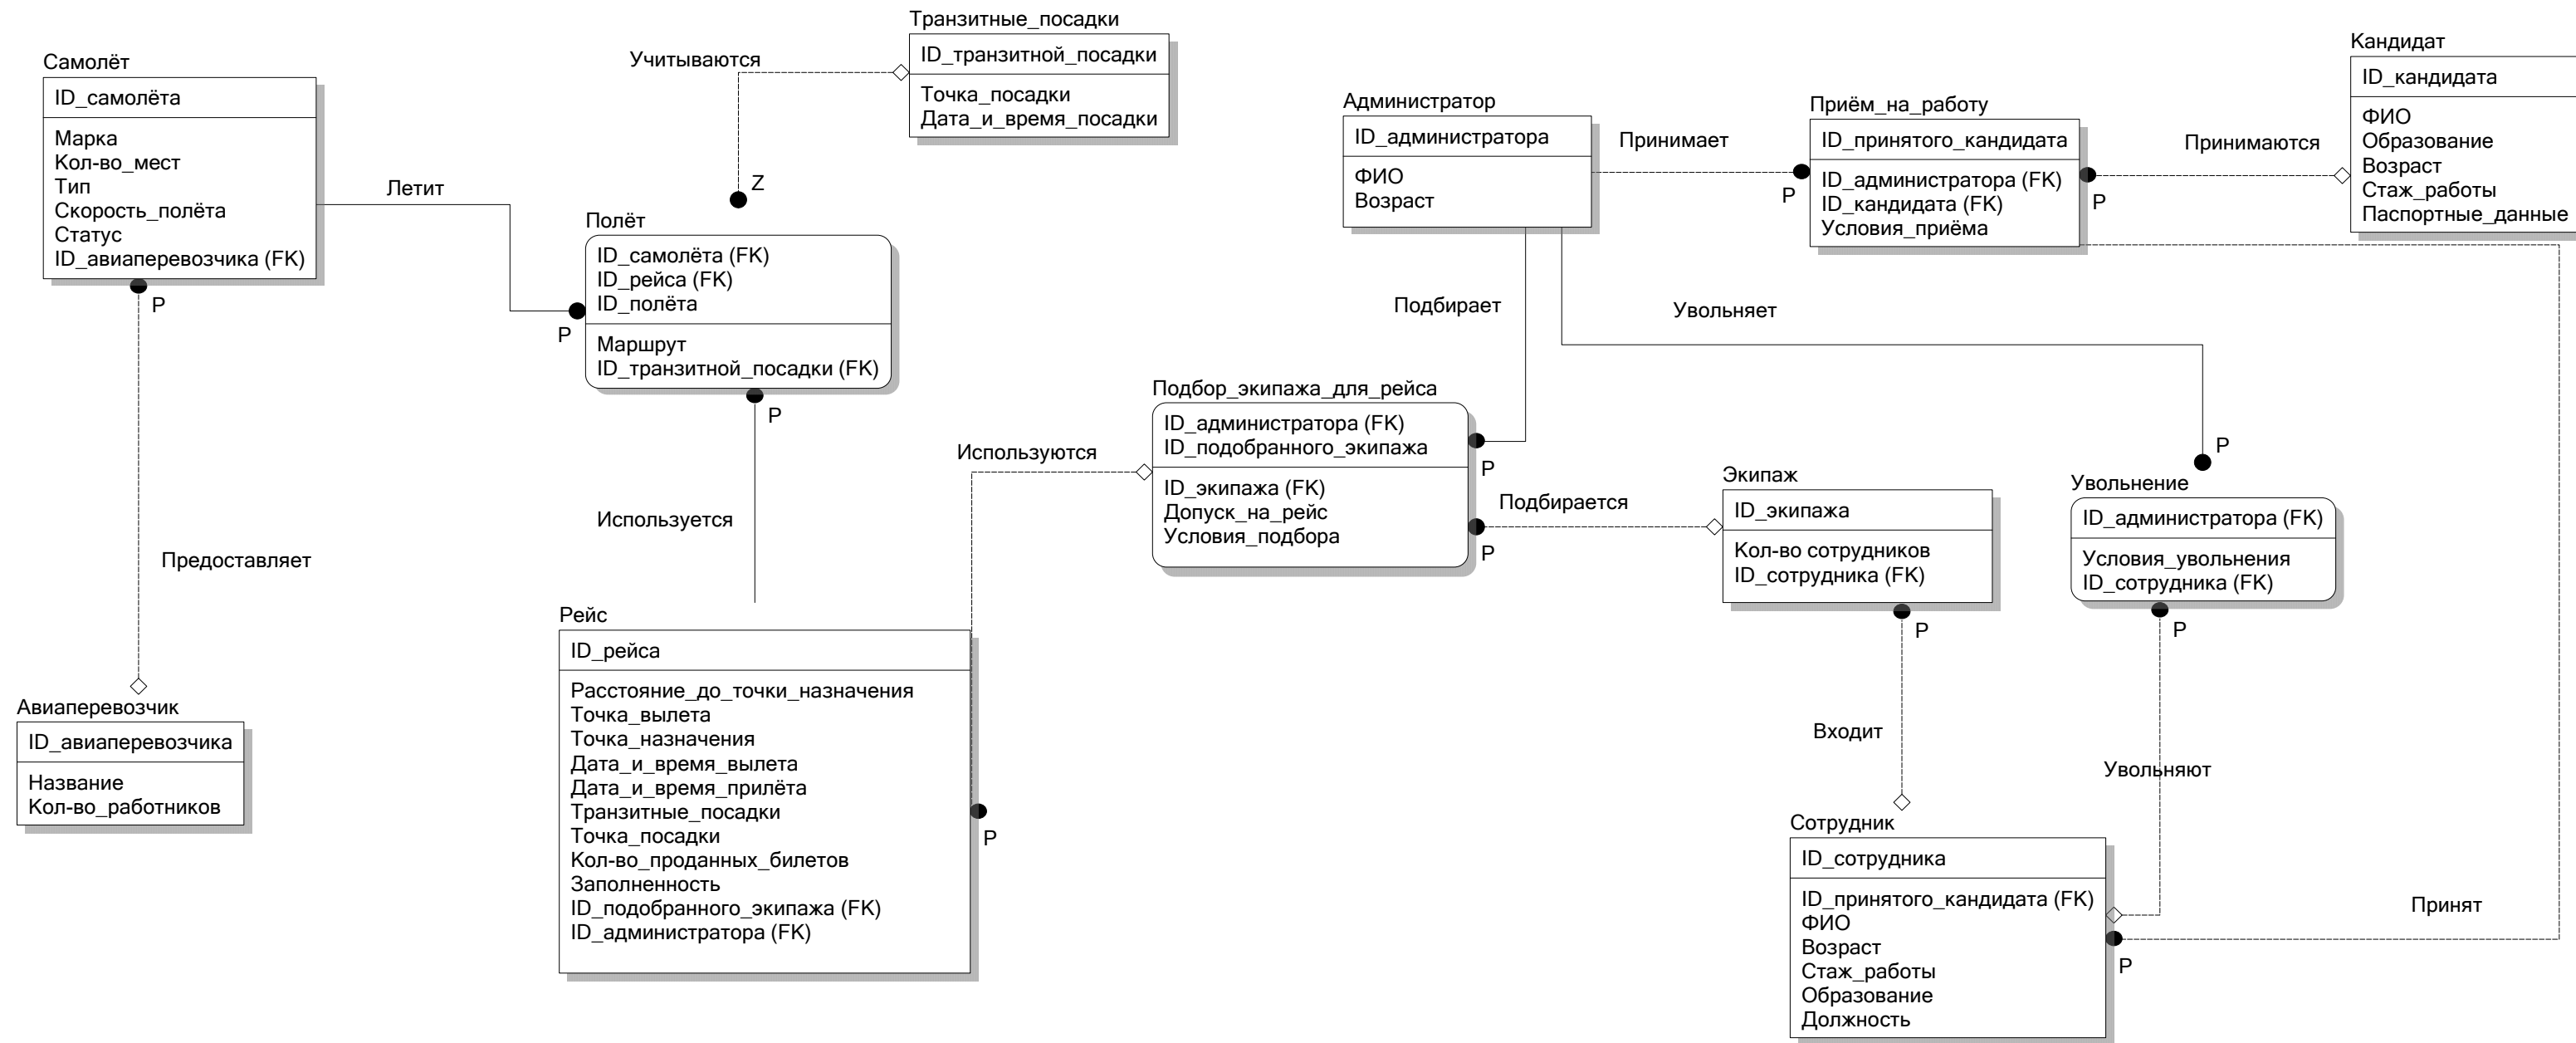 Транзитные_посадки
ID_транзитной_посадки
Точка_посадки
Дата_и_время_посадки
Учитываются
Z
Самолёт
ID_самолёта
Марка
Кол-во_мест
Тип
Скорость_полёта
Статус
ID_авиаперевозчика (FK)
P
Летит
P
Полёт
ID_самолёта (FK)
ID_рейса (FK)
ID_полёта
Маршрут
ID_транзитной_посадки (FK)
P
Предоставляет
Используется
Авиаперевозчик
ID_авиаперевозчика
Название
Кол-во_работников
Рейс
ID_рейса
Расстояние_до_точки_назначения
Точка_вылета
Точка_назначения
Дата_и_время_вылета
Дата_и_время_прилёта
Транзитные_посадки
Точка_посадки
Кол-во_проданных_билетов
Заполненность
ID_подобранного_экипажа (FK)
ID_администратора (FK)
P
Используются
Администратор
ID_администратора
ФИО
Возраст
Принимает
P
Приём_на_работу
ID_принятого_кандидата
ID_администратора (FK)
ID_кандидата (FK)
Условия_приёма
P
Принимаются
Кандидат
ID_кандидата
ФИО
Образование
Возраст
Стаж_работы
Паспортные_данные
Подбирает
Увольняет
Подбор_экипажа_для_рейса
ID_администратора (FK)
ID_подобранного_экипажа
ID_экипажа (FK)
Допуск_на_рейс
Условия_подбора
P
P
Подбирается
Экипаж
ID_экипажа
Кол-во сотрудников
ID_сотрудника (FK)
P
P
Увольнение
ID_администратора (FK)
Условия_увольнения
ID_сотрудника (FK)
P
Входит
Увольняют
Сотрудник
ID_сотрудника
ID_принятого_кандидата (FK)
ФИО
Возраст
Стаж_работы
Образование
Должность
P
Принят